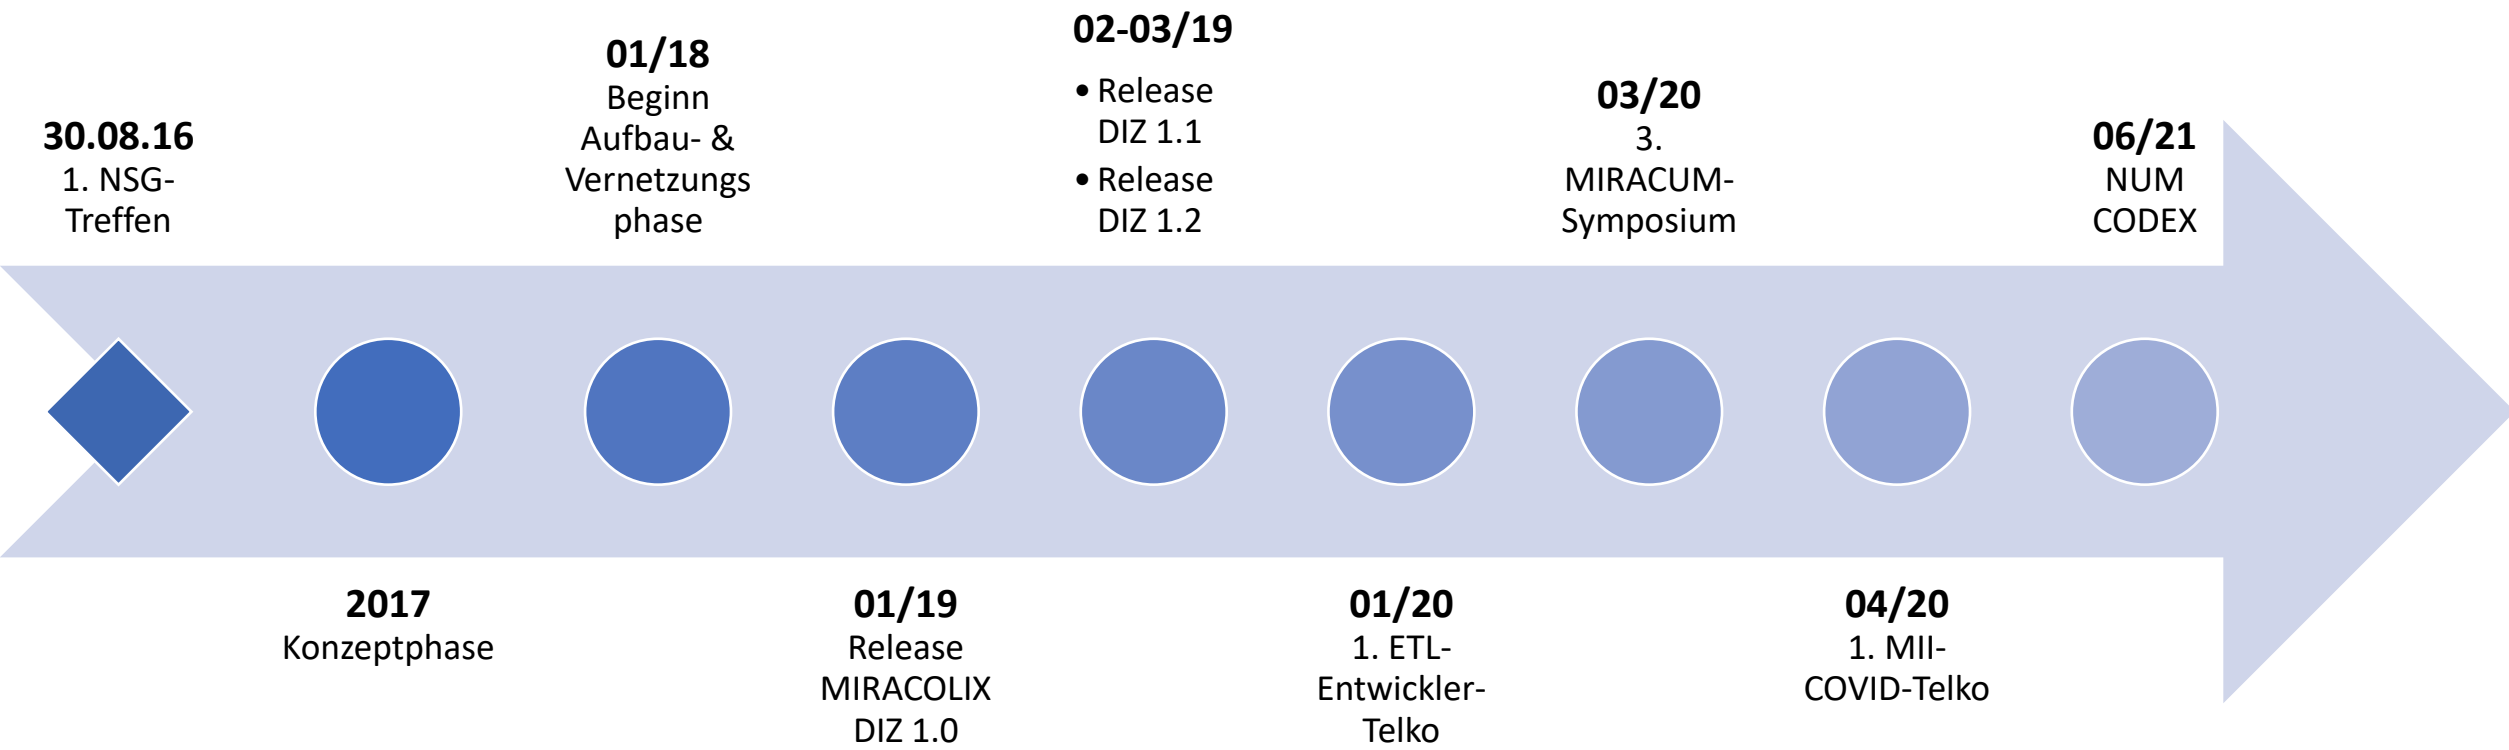 30.08.16
1. NSG-
Treffen
2017
Konzeptphase
01/18
Beginn
Aufbau- &
Vernetzungs
phase
01/19
Release
MIRACOLIX
DIZ 1.0
02-03/19
• Release
DIZ 1.1
• Release
DIZ 1.2
01/20
1. ETL-
Entwickler-
Telko
03/20
3.
MIRACUM-
Symposium
04/20
1. MII-
COVID-Telko
06/21
NUM
CODEX